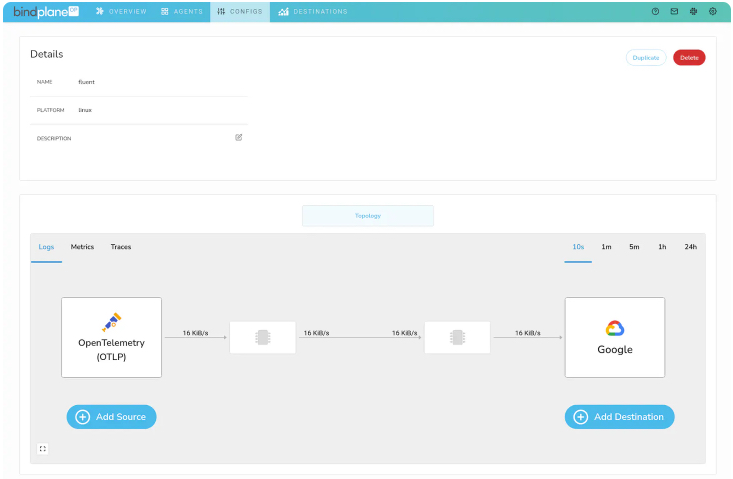 bindplane OP OVERVIEW AGENTS CONFIGS DESTINATIONS
Details
Duplicate Delete
NAME fluent
PLATFORM linux
DESCRIPTION
Topology
Logs Metrics Traces 10s 1m 5m 1h 24h
16 KiB/s 16 KiB/s 16 KiB/s 16 KiB/s
OpenTelemetry
(OTLP)
Google
Add Source Add Destination